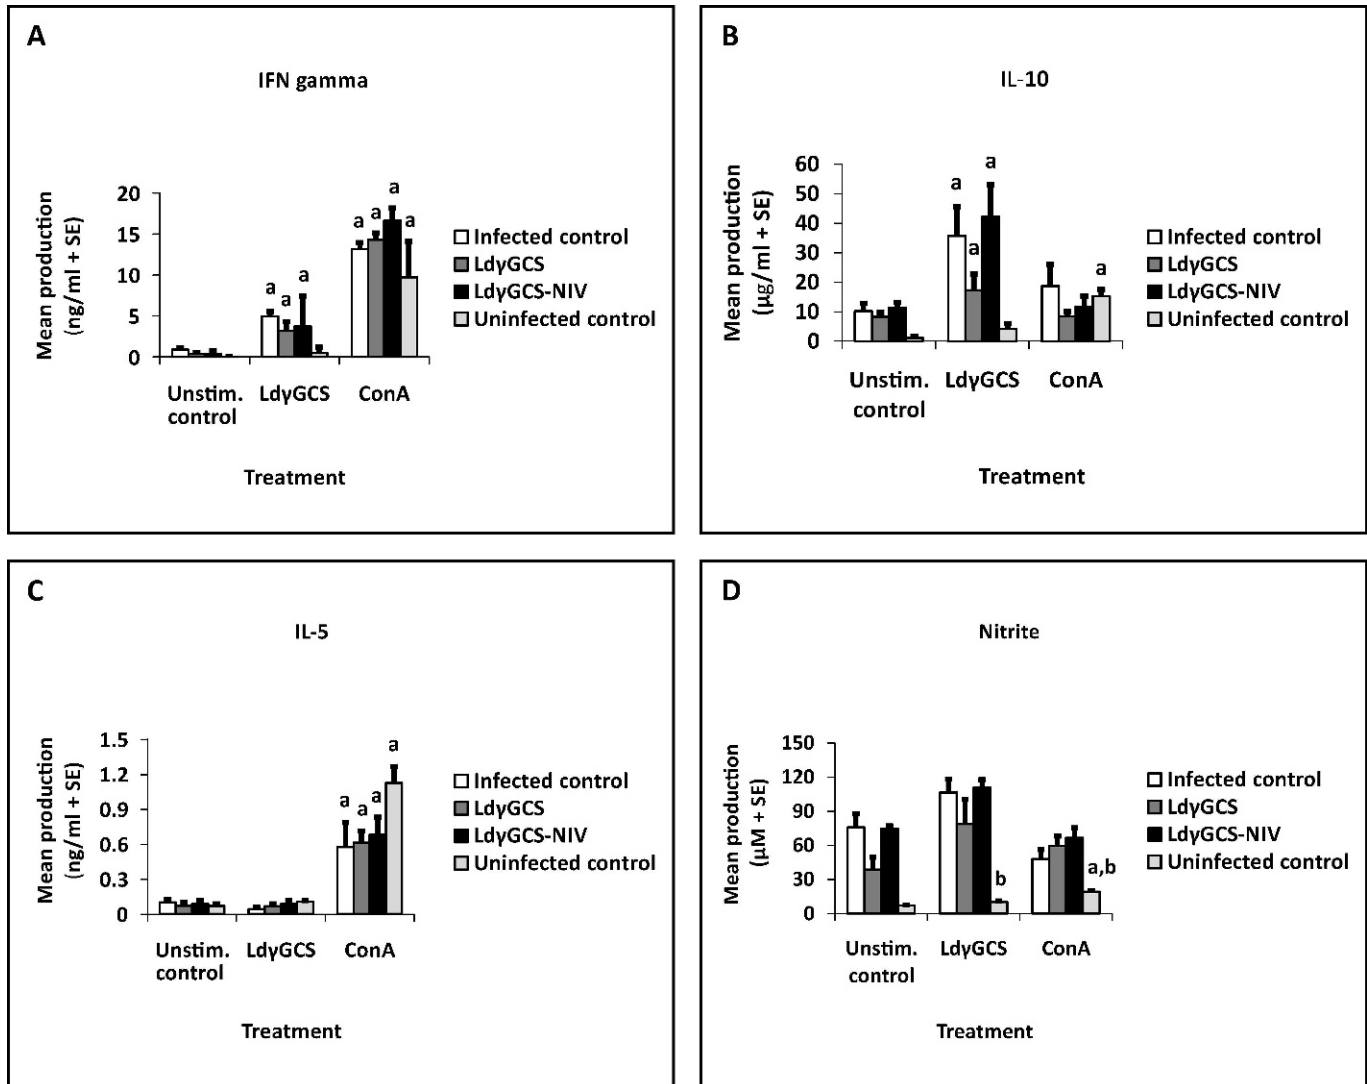 A
IFN gamma
Mean production
(ng/ml + SE)
20
15
10
5
0
a
a
a
a
a
a
a
Unstim.
control
LdγGCS
ConA
Treatment
Infected control
LdγGCS
LdγGCS-NIV
Uninfected control
B
IL-10
Mean production
(µg/ml + SE)
60
50
40
30
20
10
0
a
a
a
a
Unstim.
control
LdγGCS
ConA
Treatment
Infected control
LdγGCS
LdγGCS-NIV
Uninfected control
C
IL-5
Mean production
(ng/ml + SE)
1.5
1.2
0.9
0.6
0.3
0
a
a
a
a
Unstim.
control
LdγGCS
ConA
Treatment
Infected control
LdγGCS
LdγGCS-NIV
Uninfected control
D
Nitrite
Mean production
(µM + SE)
150
120
90
60
30
0
b
a,b
Unstim.
control
LdγGCS
ConA
Treatment
Infected control
LdγGCS
LdγGCS-NIV
Uninfected control